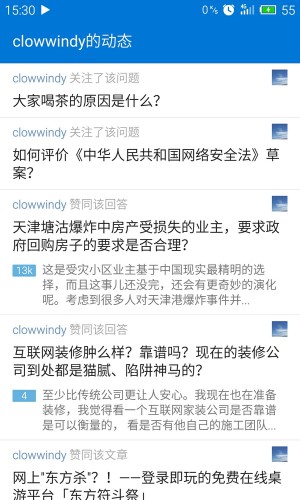 15:30 0% 4G 55
clowwindy的动态
clowwindy 关注了该问题
大家喝茶的原因是什么？
clowwindy 关注了该问题
如何评价《中华人民共和国网络安全法》草
案？
clowwindy 赞同该回答
天津塘沽爆炸中房产受损失的业主，要求政
府回购房子的要求是否合理？
13k 这是受灾小区业主基于中国现实最精明的选
择，而且这事儿还没完，还会有更奇妙的演化
呢。考虑到很多人对天津港爆炸事件并...
clowwindy 赞同该回答
互联网装修肿么样？靠谱吗？现在的装修公
司到处都是猫腻、陷阱神马的？
4 至少比传统公司更让人安心。我现在也在准备
装修，我觉得看一个互联网家装公司是否靠谱
是可以衡量的， 看是否有他自己的施工团队...
clowwindy 赞同该文章
网上"东方杀"？！——登录即玩的免费在线桌
游平台「东方符斗祭」